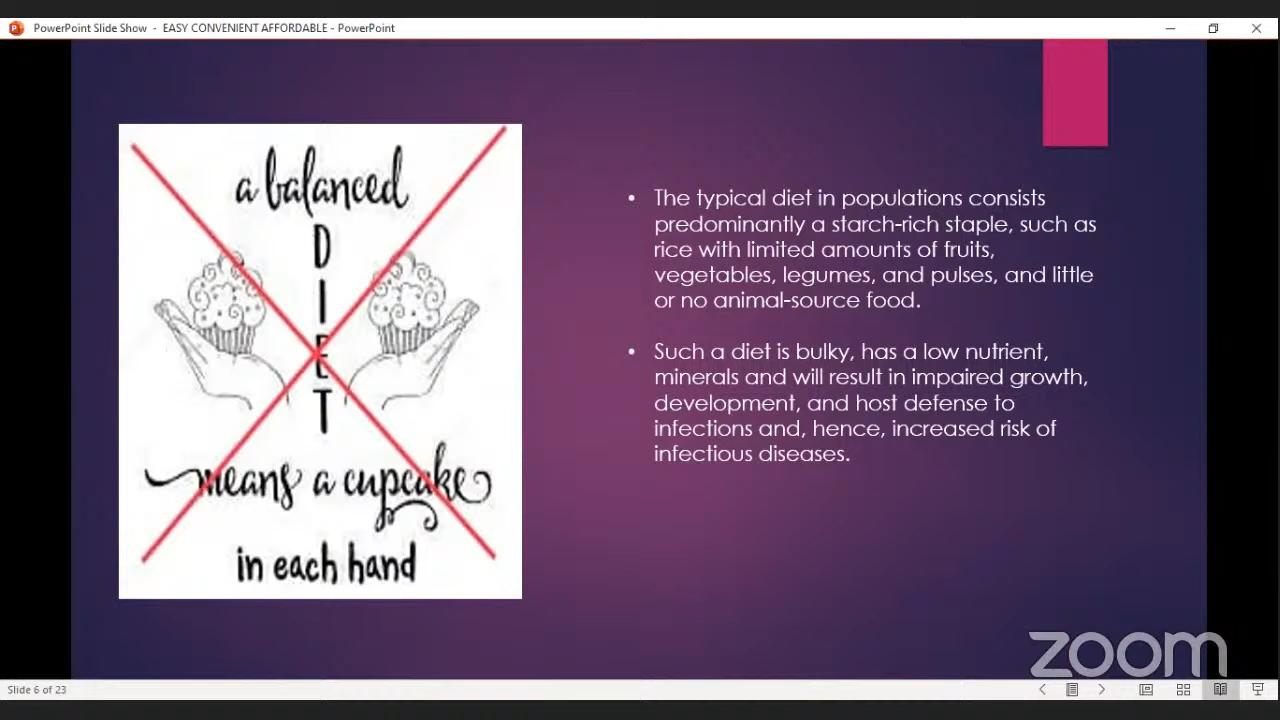 PowerPoint Slide Show - EASY CONVENIENT AFFORDABLE - PowerPoint
a balanced
D
I
E
T
means a cupcake
in each hand
• The typical diet in populations consists
predominantly a starch-rich staple, such as
rice with limited amounts of fruits,
vegetables, legumes, and pulses, and little
or no animal-source food.
• Such a diet is bulky, has a low nutrient,
minerals and will result in impaired growth,
development, and host defense to
infections and, hence, increased risk of
infectious diseases.
zoom
Slide 6 of 23